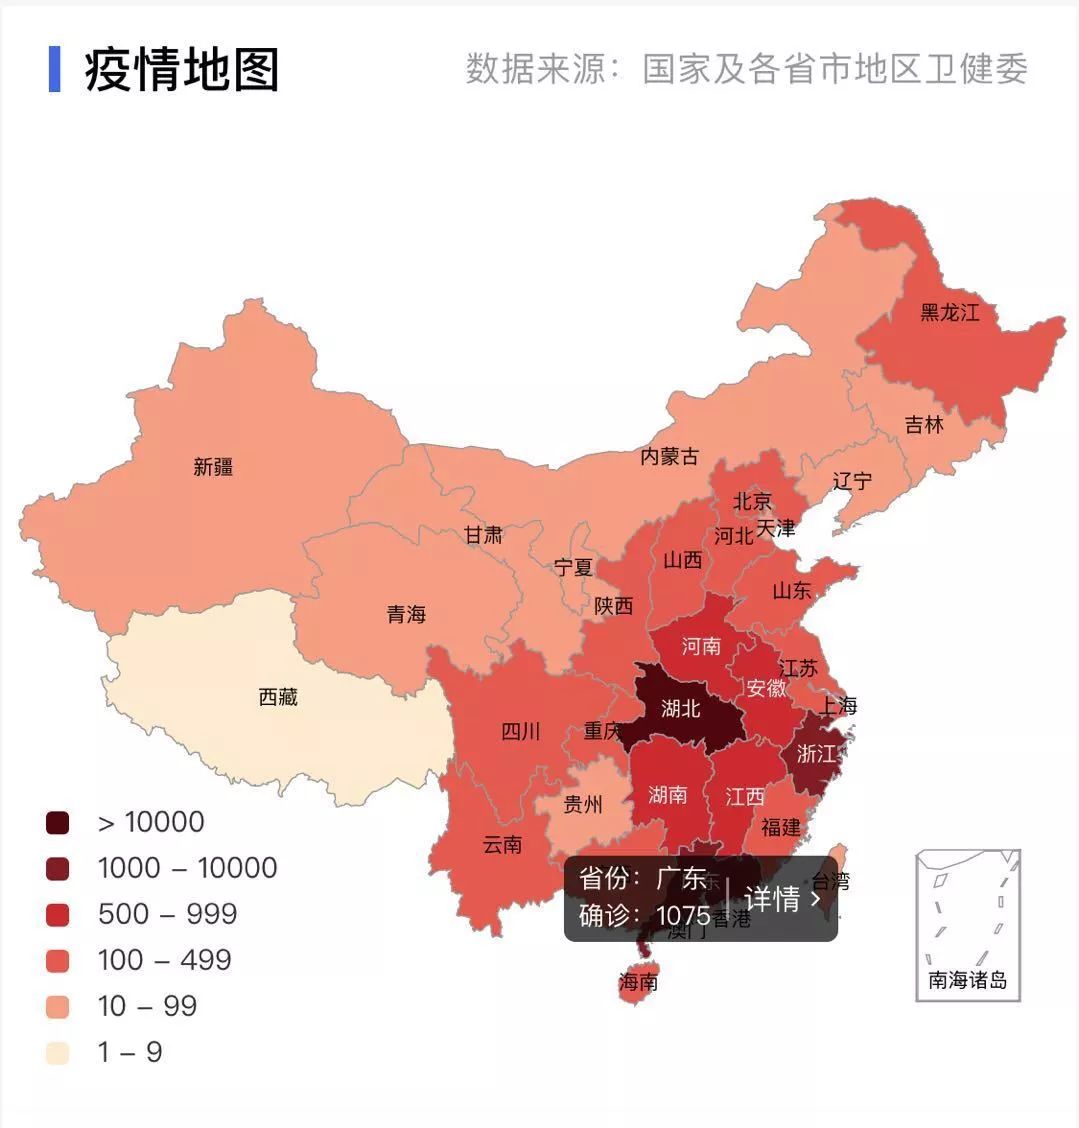 疫情地图
数据来源：国家及各省市地区卫健委
黑龙江
吉林
新疆
内蒙古
辽宁
北京
甘肃
河北
天津
山西
宁夏
山东
陕西
青海
河南
江苏
安徽
西藏
湖北
上海
四川
重庆
浙江
湖南
江西
贵州
福建
云南
省份：广东
确诊：1075
详情 ›
台湾
香港
澳门
海南
南海诸岛
> 10000
1000 – 10000
500 – 999
100 – 499
10 – 99
1 – 9